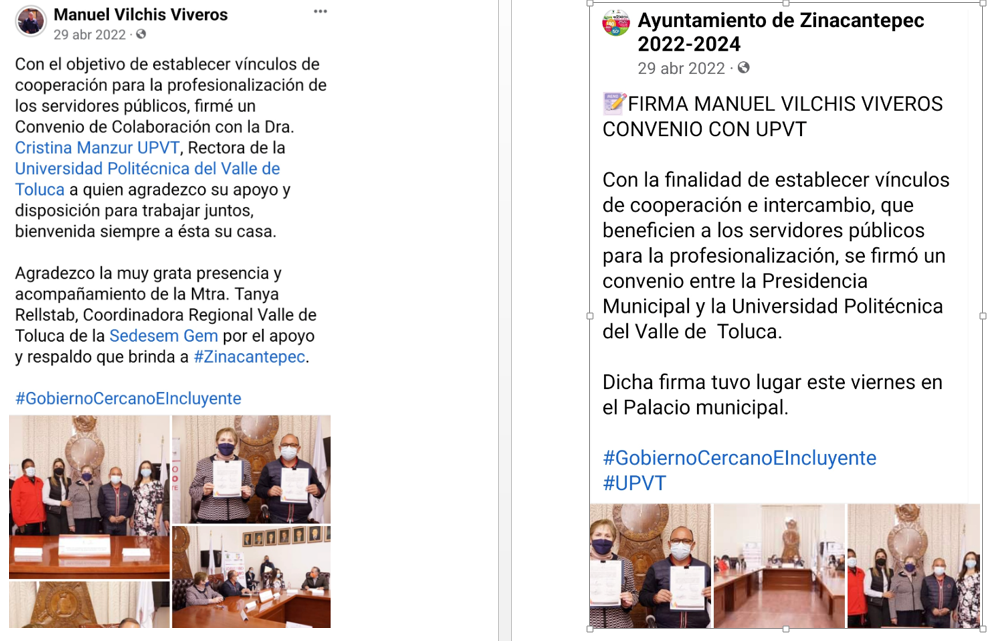 Manuel Vilchis Viveros
29 abr 2022 ·
Con el objetivo de establecer vínculos de
cooperación para la profesionalización de
los servidores públicos, firmé un
Convenio de Colaboración con la Dra.
Cristina Manzur UPVT, Rectora de la
Universidad Politécnica del Valle de
Toluca a quien agradezco su apoyo y
disposición para trabajar juntos,
bienvenida siempre a ésta su casa.
Agradezco la muy grata presencia y
acompañamiento de la Mtra. Tanya
Rellstab, Coordinadora Regional Valle de
Toluca de la Sedesem Gem por el apoyo
y respaldo que brinda a #Zinacantepec.
#GobiernoCercanoEIncluyente
Ayuntamiento de Zinacantepec
2022-2024
29 abr 2022 ·
📝FIRMA MANUEL VILCHIS VIVEROS
CONVENIO CON UPVT
Con la finalidad de establecer vínculos
de cooperación e intercambio, que
beneficien a los servidores públicos
para la profesionalización, se firmó un
convenio entre la Presidencia
Municipal y la Universidad Politécnica
del Valle de  Toluca.
Dicha firma tuvo lugar este viernes en
el Palacio municipal.
#GobiernoCercanoEIncluyente
#UPVT